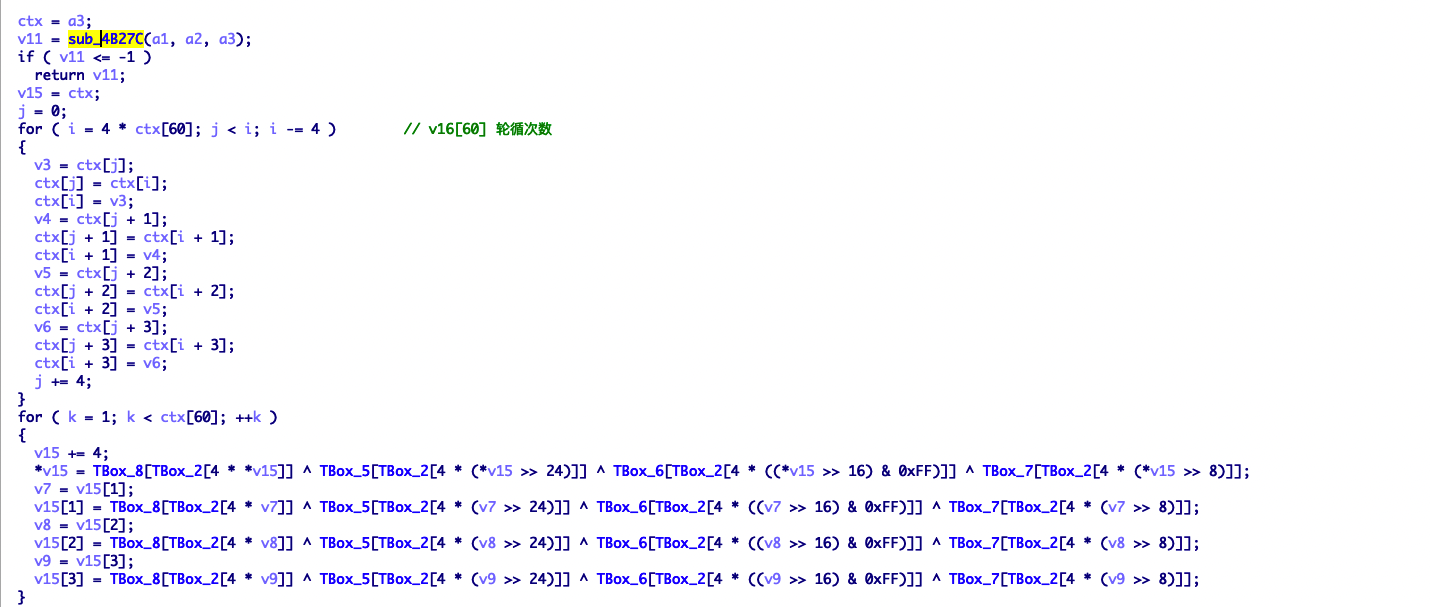 ctx = a3;
v11 = sub_4B27C(a1, a2, a3);
if ( v11 <= -1 )
return v11;
v15 = ctx;
j = 0;
for ( i = 4 * ctx[60]; j < i; i -= 4 ) // v16[60] 轮循次数
{
v3 = ctx[j];
ctx[j] = ctx[i];
ctx[i] = v3;
v4 = ctx[j + 1];
ctx[j + 1] = ctx[i + 1];
ctx[i + 1] = v4;
v5 = ctx[j + 2];
ctx[j + 2] = ctx[i + 2];
ctx[i + 2] = v5;
v6 = ctx[j + 3];
ctx[j + 3] = ctx[i + 3];
ctx[i + 3] = v6;
j += 4;
}
for ( k = 1; k < ctx[60]; ++k )
{
v15 += 4;
*v15 = TBox_8[TBox_2[4 * *v15]] ^ TBox_5[TBox_2[4 * (*v15 >> 24)]] ^ TBox_6[TBox_2[4 * ((*v15 >> 16) & 0xFF)]] ^ TBox_7[TBox_2[4 * (*v15 >> 8)]];
v7 = v15[1];
v15[1] = TBox_8[TBox_2[4 * v7]] ^ TBox_5[TBox_2[4 * (v7 >> 24)]] ^ TBox_6[TBox_2[4 * ((v7 >> 16) & 0xFF)]] ^ TBox_7[TBox_2[4 * (v7 >> 8)]];
v8 = v15[2];
v15[2] = TBox_8[TBox_2[4 * v8]] ^ TBox_5[TBox_2[4 * (v8 >> 24)]] ^ TBox_6[TBox_2[4 * ((v8 >> 16) & 0xFF)]] ^ TBox_7[TBox_2[4 * (v8 >> 8)]];
v9 = v15[3];
v15[3] = TBox_8[TBox_2[4 * v9]] ^ TBox_5[TBox_2[4 * (v9 >> 24)]] ^ TBox_6[TBox_2[4 * ((v9 >> 16) & 0xFF)]] ^ TBox_7[TBox_2[4 * (v9 >> 8)]];
}